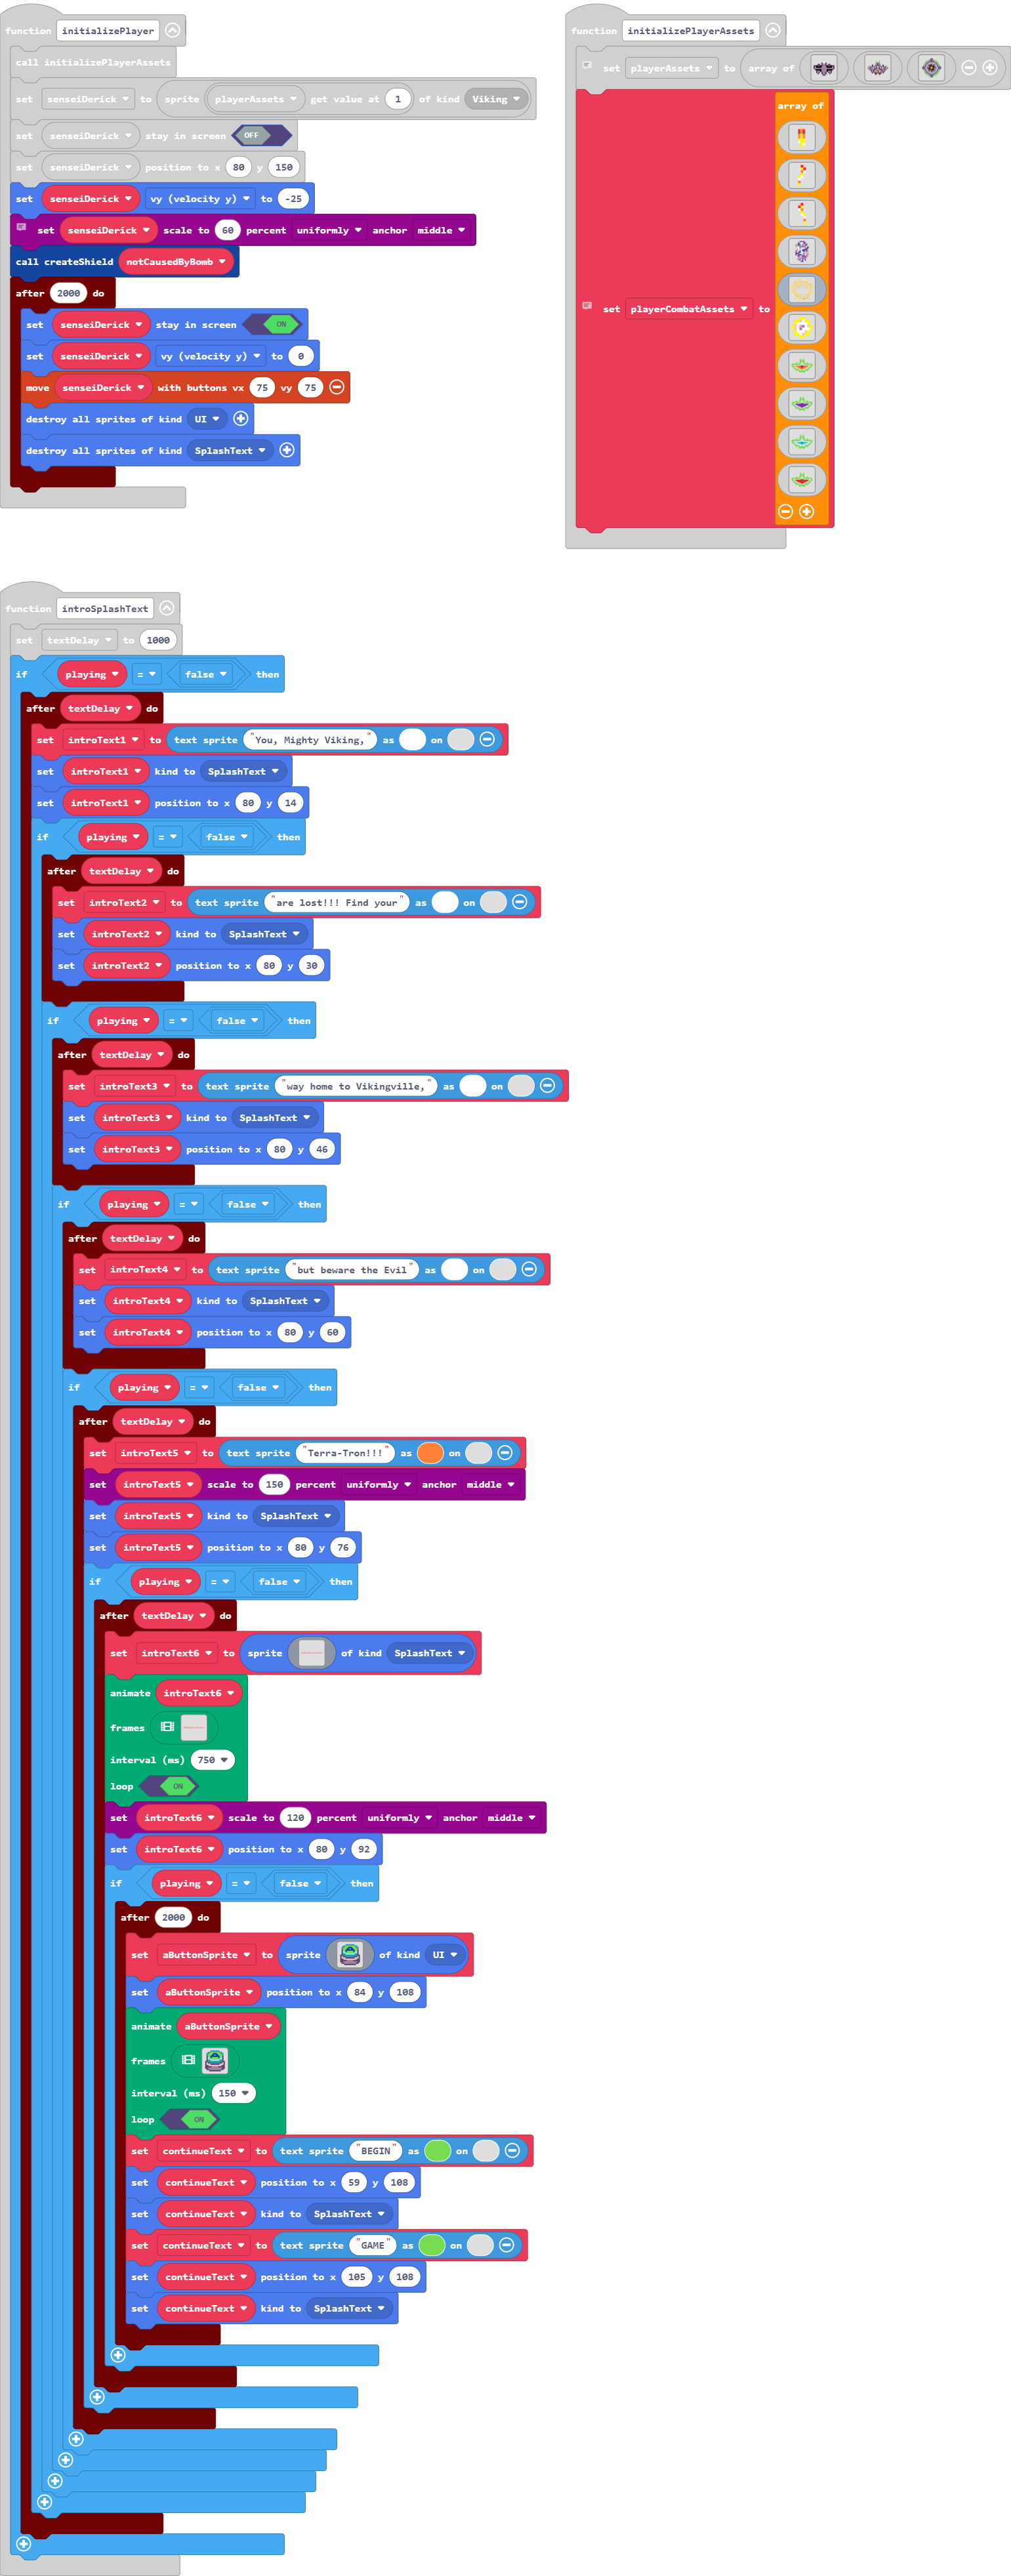 function initializePlayer
call initializePlayerAssets
set senseiDerick to sprite playerAssets get value at 1 of kind Viking
set senseiDerick stay in screen OFF
set senseiDerick position to x 80 y 150
set senseiDerick vy (velocity y) to -25
set senseiDerick scale to 60 percent uniformly anchor middle
call createShield notCausedByBomb
after 2000 do
set senseiDerick stay in screen ON
set senseiDerick vy (velocity y) to 0
move senseiDerick with buttons vx 75 vy 75
destroy all sprites of kind UI
destroy all sprites of kind SplashText
function initializePlayerAssets
set playerAssets to array of
set playerCombatAssets to array of
function introSplashText
set textDelay to 1000
if playing = false then
after textDelay do
set introText1 to text sprite "You, Mighty Viking," as on
set introText1 kind to SplashText
set introText1 position to x 80 y 14
if playing = false then
after textDelay do
set introText2 to text sprite "are lost!!! Find your" as on
set introText2 kind to SplashText
set introText2 position to x 80 y 30
if playing = false then
after textDelay do
set introText3 to text sprite "way home to Vikingville," as on
set introText3 kind to SplashText
set introText3 position to x 80 y 46
if playing = false then
after textDelay do
set introText4 to text sprite "but beware the Evil" as on
set introText4 kind to SplashText
set introText4 position to x 80 y 60
if playing = false then
after textDelay do
set introText5 to text sprite "Terra-Tron!!!" as on
set introText5 scale to 150 percent uniformly anchor middle
set introText5 kind to SplashText
set introText5 position to x 80 y 76
if playing = false then
after textDelay do
set introText6 to sprite of kind SplashText
animate introText6
frames
interval (ms) 750
loop ON
set introText6 scale to 120 percent uniformly anchor middle
set introText6 position to x 80 y 92
if playing = false then
after 2000 do
set aButtonSprite to sprite of kind UI
set aButtonSprite position to x 84 y 108
animate aButtonSprite
frames
interval (ms) 150
loop ON
set continueText to text sprite "BEGIN" as on
set continueText position to x 59 y 108
set continueText kind to SplashText
set continueText to text sprite "GAME" as on
set continueText position to x 105 y 108
set continueText kind to SplashText